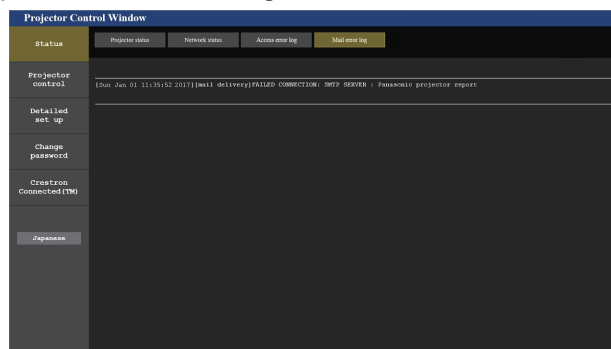 Projector Control Window
Status
Projector status
Network status
Access error log
Mail error log
Projector
control
[Sun Jan 01 11:35:52 2017][mail delivery]FAILED CONNECTION: SMTP SERVER : Panasonic projector report
Detailed
set up
Change
password
Crestron
Connected(TM)
Japanese